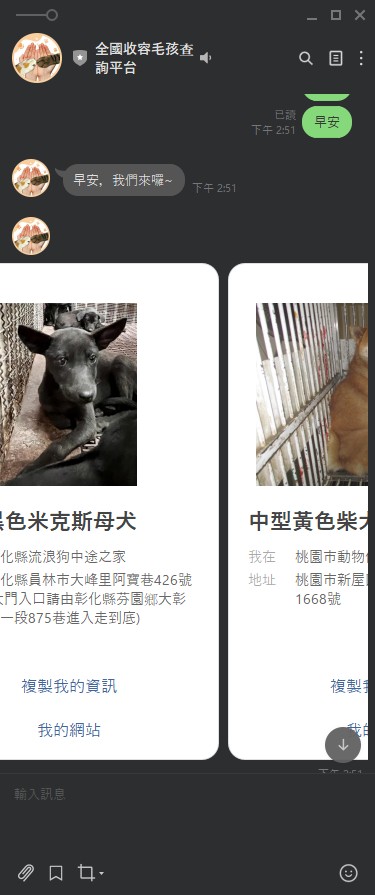 全國收容毛孩查
詢平台
已讀
下午 2:51
早安
早安，我們來囉~
下午 2:51
色米克斯母犬
化縣流浪狗中途之家
化縣員林市大峰里阿寶巷426號
門入口請由彰化縣芬園鄉大彰
一段875巷進入走到底)
複製我的資訊
我的網站
中型黃色柴犬
我在 桃園市動物
地址 桃園市新屋
1668號
複製
我的
下午 2:51
輸入訊息